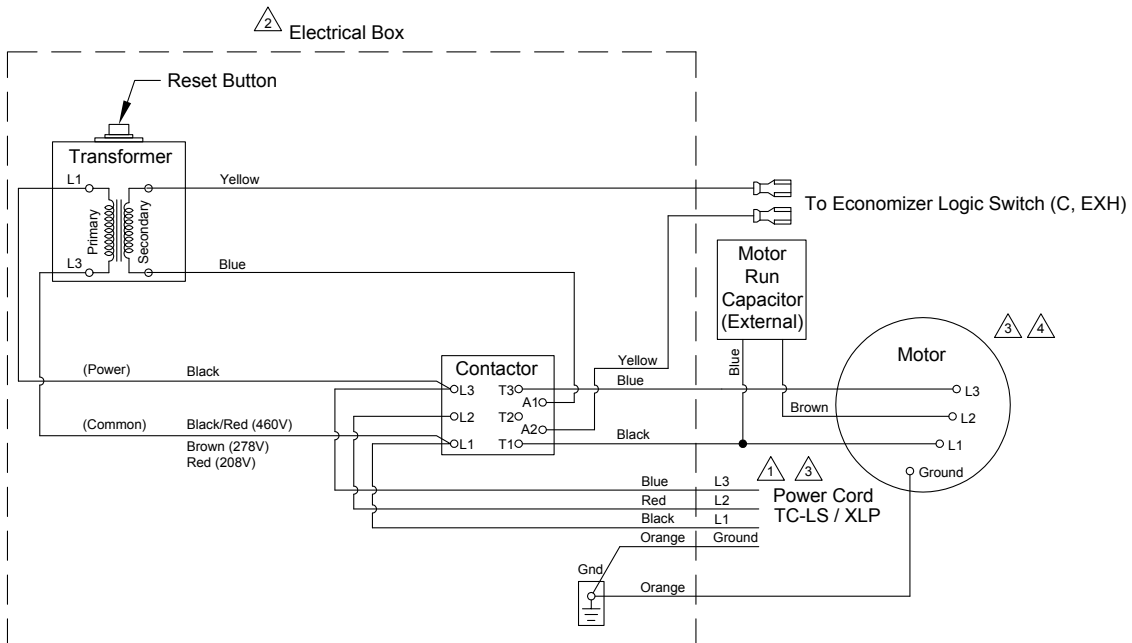 2
Electrical Box
Reset Button
Transformer
L1
Primary
Secondary
L3
Yellow
Blue
To Economizer Logic Switch (C, EXH)
Motor
Run
Capacitor
(External)
Blue
Brown
3
4
Motor
L3
L2
L1
Ground
(Power)
Black
(Common)
Black/Red (460V)
Brown (278V)
Red (208V)
Contactor
L3
T3
A1
L2
T2
A2
L1
T1
Yellow
Blue
Black
1
3
Power Cord
TC-LS / XLP
Blue
L3
Red
L2
Black
L1
Orange
Ground
Gnd
Orange